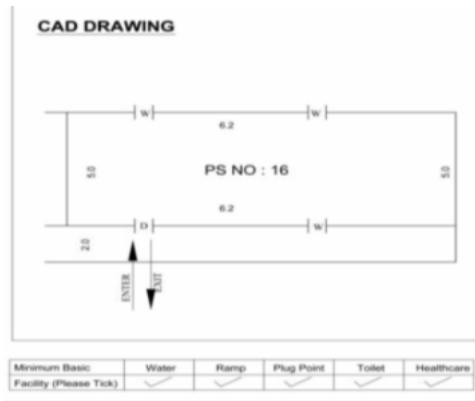 CAD DRAWING
W W
6.2
5.0 PS NO : 16 5.0
6.2
D W
2.0
ENTER EXIT
Minimum Basic Water Ramp Plug Point Toilet Healthcare
Facility (Please Tick)